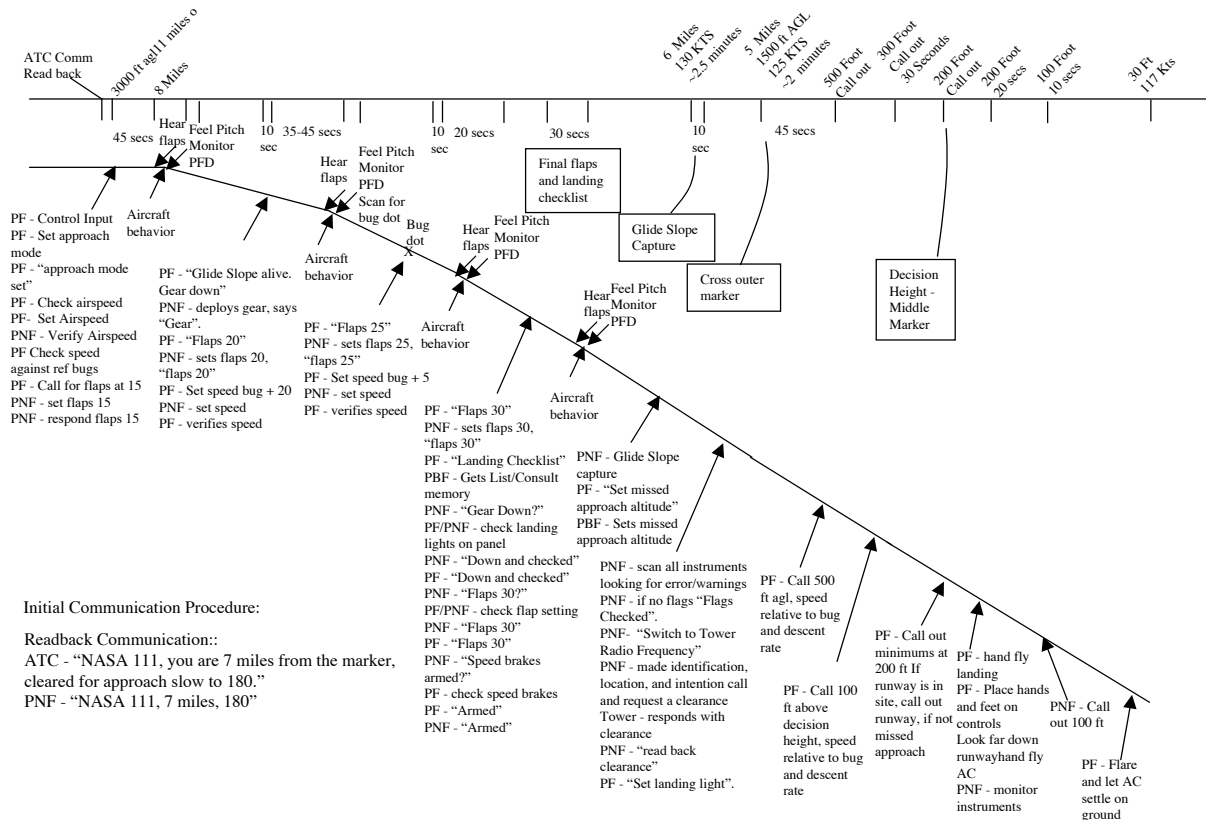 ATC Comm
Read back
3000 ft agl11 miles o
8 Miles
6 Miles
130 KTS
~2.5 minutes
5 Miles
1500 ft AGL
125 KTS
~2 minutes
500 Foot
Call out
300 Foot
Call out
30 Seconds
200 Foot
Call out
200 Foot
20 secs
100 Foot
10 secs
30 Ft
117 Kts
45 secs
10
sec
35-45 secs
10
sec
20 secs
30 secs
10
sec
45 secs
Hear
flaps
Feel Pitch
Monitor
PFD
Hear
flaps
Feel Pitch
Monitor
PFD
Scan for
bug dot
Bug
dot
X
Hear
flaps
Feel Pitch
Monitor
PFD
Hear
flaps
Feel Pitch
Monitor
PFD
Final flaps
and landing
checklist
Glide Slope
Capture
Cross outer
marker
Decision
Height -
Middle
Marker
PF - Control Input
PF - Set approach
mode
PF - “approach mode
set”
PF - Check airspeed
PF- Set Airspeed
PNF - Verify Airspeed
PF Check speed
against ref bugs
PF - Call for flaps at 15
PNF - set flaps 15
PNF - respond flaps 15
Aircraft
behavior
PF - “Glide Slope alive.
Gear down”
PNF - deploys gear, says
“Gear”.
PF - “Flaps 20”
PNF - sets flaps 20,
“flaps 20”
PF - Set speed bug + 20
PNF - set speed
PF - verifies speed
Aircraft
behavior
PF - “Flaps 25”
PNF - sets flaps 25,
“flaps 25”
PF - Set speed bug + 5
PNF - set speed
PF - verifies speed
Aircraft
behavior
PF - “Flaps 30”
PNF - sets flaps 30,
“flaps 30”
PF - “Landing Checklist”
PBF - Gets List/Consult
memory
PNF - “Gear Down?”
PF/PNF - check landing
lights on panel
PNF - “Down and checked”
PF - “Down and checked”
PNF - “Flaps 30?”
PF/PNF - check flap setting
PNF - “Flaps 30”
PF - “Flaps 30”
PNF - “Speed brakes
armed?”
PF - check speed brakes
PF - “Armed”
PNF - “Armed”
Aircraft
behavior
PNF - Glide Slope
capture
PF - “Set missed
approach altitude”
PBF - Sets missed
approach altitude
PNF - scan all instruments
looking for error/warnings
PNF - if no flags “Flags
Checked”.
PNF- “Switch to Tower
Radio Frequency”
PNF - made identification,
location, and intention call
and request a clearance
Tower - responds with
clearance
PNF - “read back
clearance”
PF - “Set landing light”.
PF - Call 500
ft agl, speed
relative to bug
and descent
rate
PF - Call 100
ft above
decision
height, speed
relative to bug
and descent
rate
PF - Call out
minimums at
200 ft If
runway is in
site, call out
runway, if not
missed
approach
PF - hand fly
landing
PF - Place hands
and feet on
controls
Look far down
runwayhand fly
AC
PNF - monitor
instruments
PNF - Call
out 100 ft
PF - Flare
and let AC
settle on
ground
Initial Communication Procedure:
Readback Communication::
ATC - “NASA 111, you are 7 miles from the marker,
cleared for approach slow to 180.”
PNF - “NASA 111, 7 miles, 180”